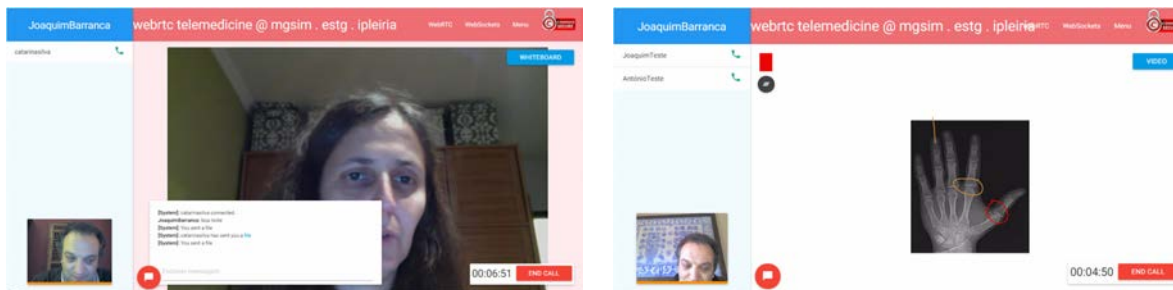 JoaquimBarranca
webrtc telemedicine @ mgsim . estg . ipleiria
WebRTC WebSockets Menu
catarinasilva
WHITEBOARD
[System]: catarinasilva connected.
JoaquimBarranca: boa noite
[System]: You sent a file
[System]: catarinasilva has sent you a file
[System]: You sent a file
00:06:51
END CALL
JoaquimBarranca
webrtc telemedicine @ mgsim . estg . ipleiria
WebSockets Menu
JoaquimTeste
AntónioTeste
VIDEO
00:04:50
END CALL